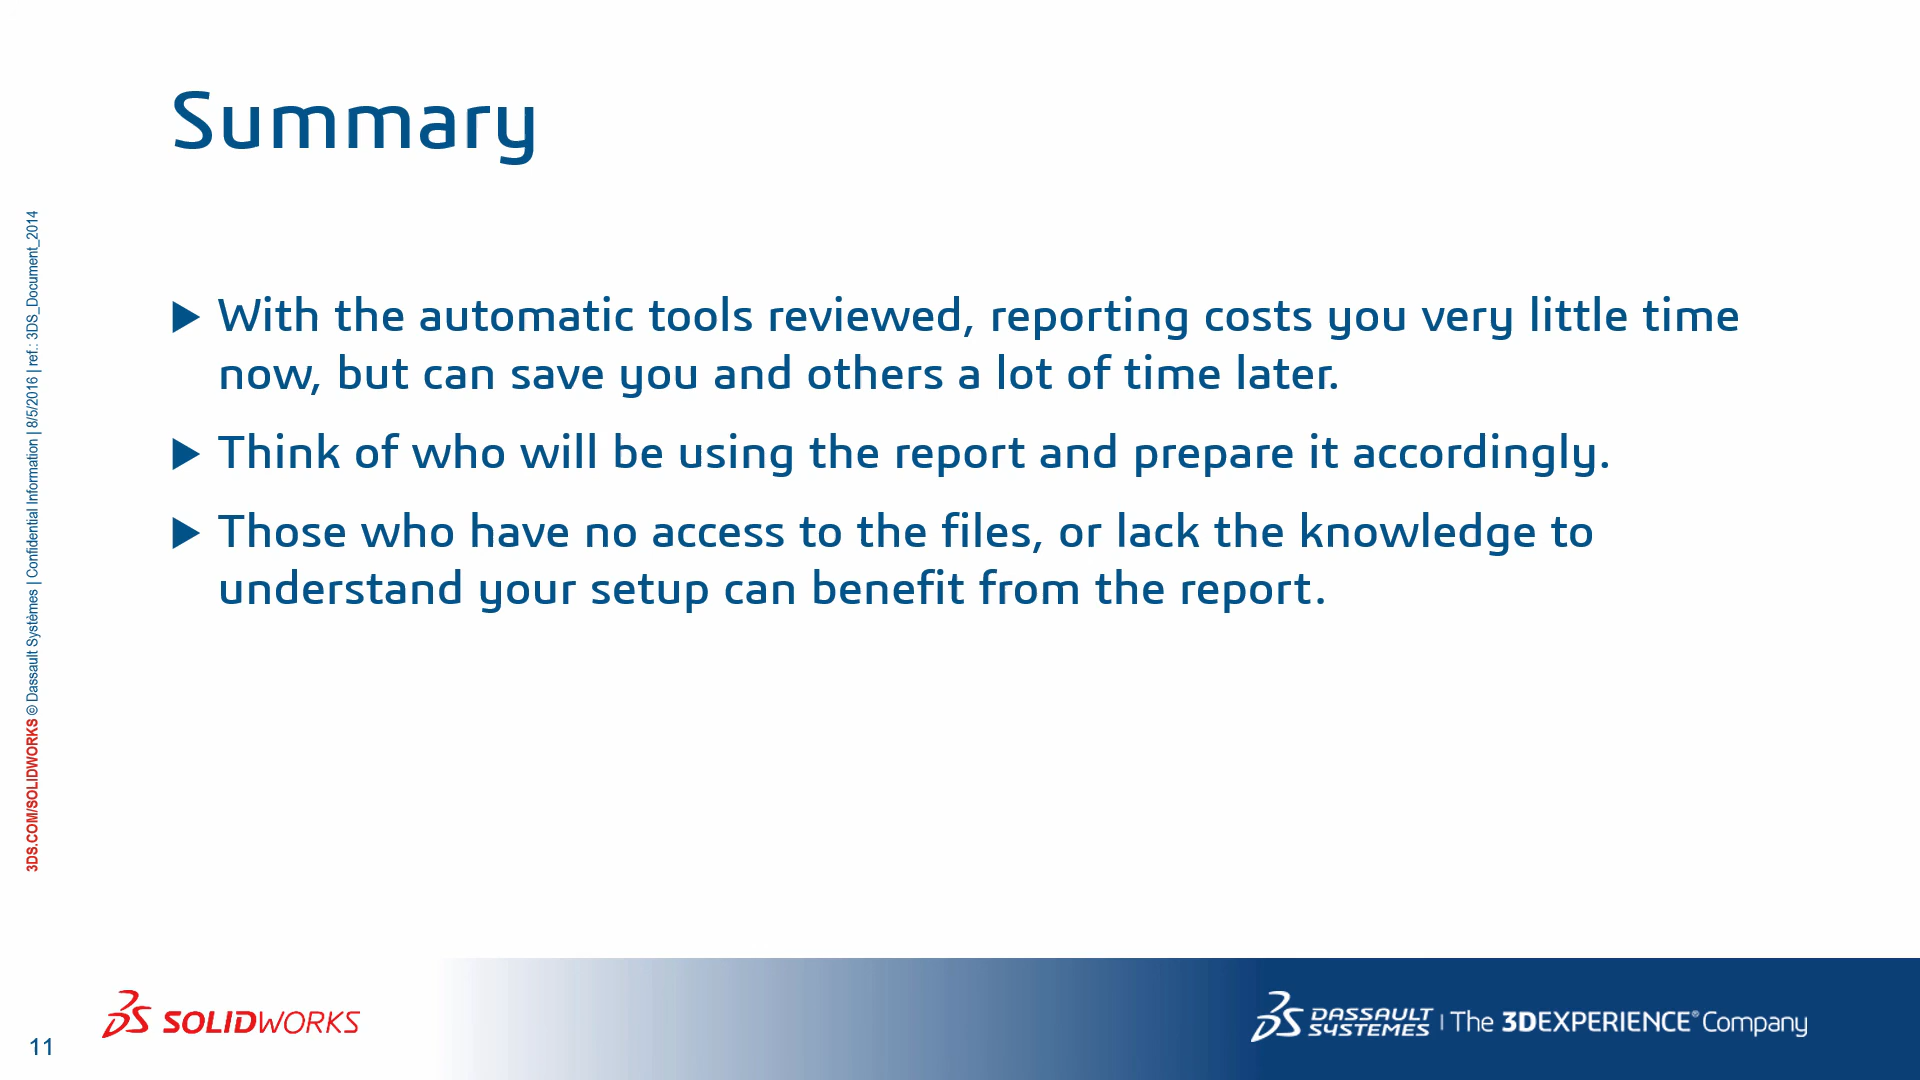 Summary
With the automatic tools reviewed, reporting costs you very little time
now, but can save you and others a lot of time later.
Think of who will be using the report and prepare it accordingly.
Those who have no access to the files, or lack the knowledge to
understand your setup can benefit from the report.
3DS.COM/SOLIDWORKS © Dassault Systèmes | Confidential Information | 8/5/2016 | ref.: 3DS_Document_2014
11
SOLIDWORKS
DASSAULT
SYSTEMES | The 3DEXPERIENCE® Company